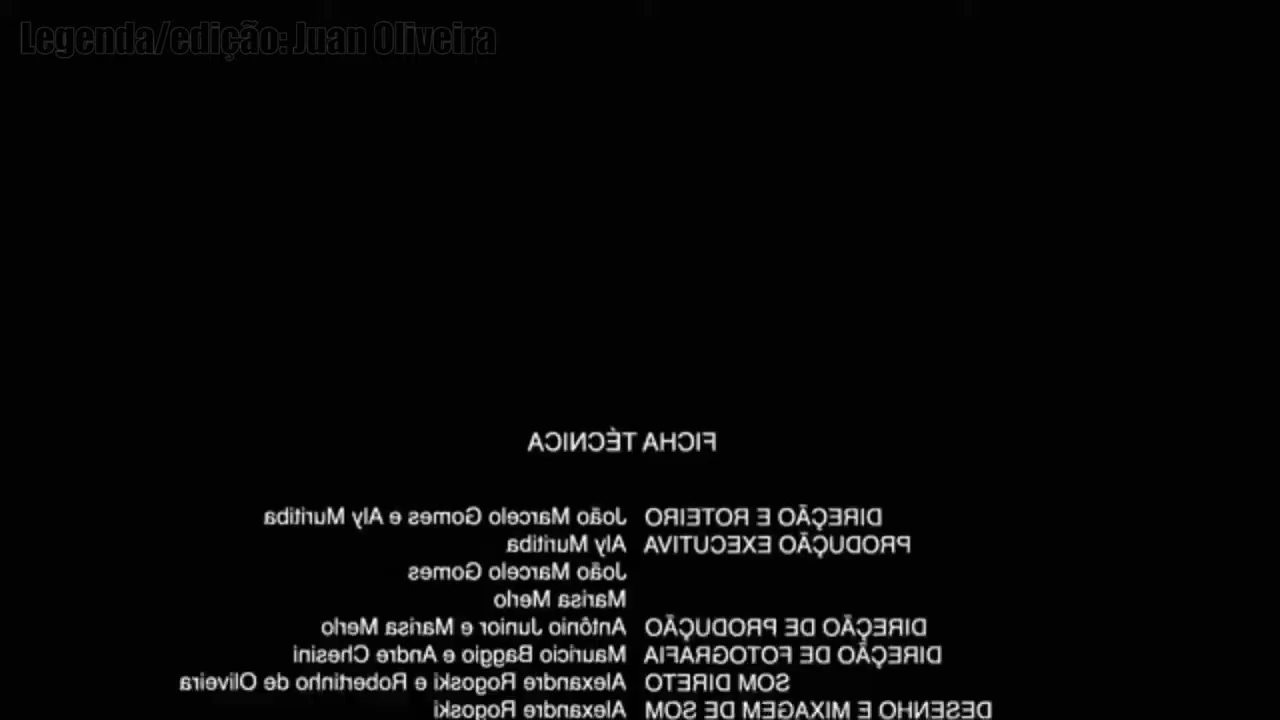 Legenda/edição: Juan Oliveira
FICHA TÉCNICA
DIREÇÃO E ROTEIRO João Marcelo Gomes e Aly Muritiba
PRODUÇÃO EXECUTIVA Aly Muritiba
João Marcelo Gomes
Marisa Merlo
DIREÇÃO DE PRODUÇÃO Antônio Junior e Marisa Merlo
DIREÇÃO DE FOTOGRAFIA Mauricio Baggio e Andre Chesini
SOM DIRETO Alexandre Rogoski e Robertinho de Oliveira
DESENHO E MIXAGEM DE SOM Alexandre Rogoski